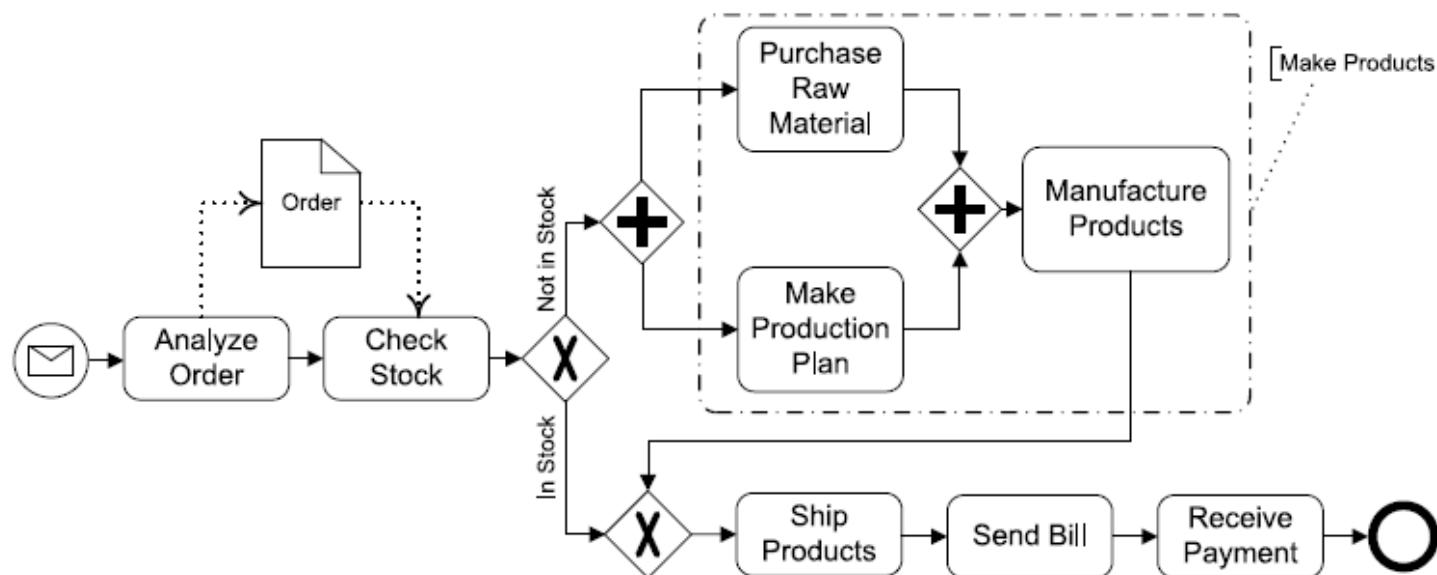 Purchase
Raw
Material
Make Products
Order
Not in Stock
Manufacture
Products
Make
Production
Plan
Analyze
Order
Check
Stock
In Stock
Ship
Products
Send Bill
Receive
Payment